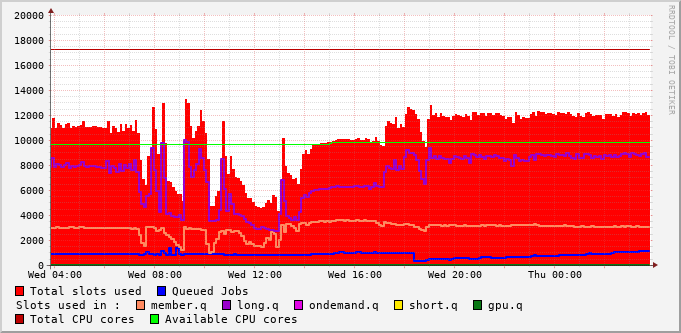 RRDTOOL / TOBI OETIKER
20000
18000
16000
14000
12000
10000
8000
6000
4000
2000
0
Wed 04:00 Wed 08:00 Wed 12:00 Wed 16:00 Wed 20:00 Thu 00:00
Total slots used Queued Jobs
Slots used in : member.q long.q ondemand.q short.q gpu.q
Total CPU cores Available CPU cores